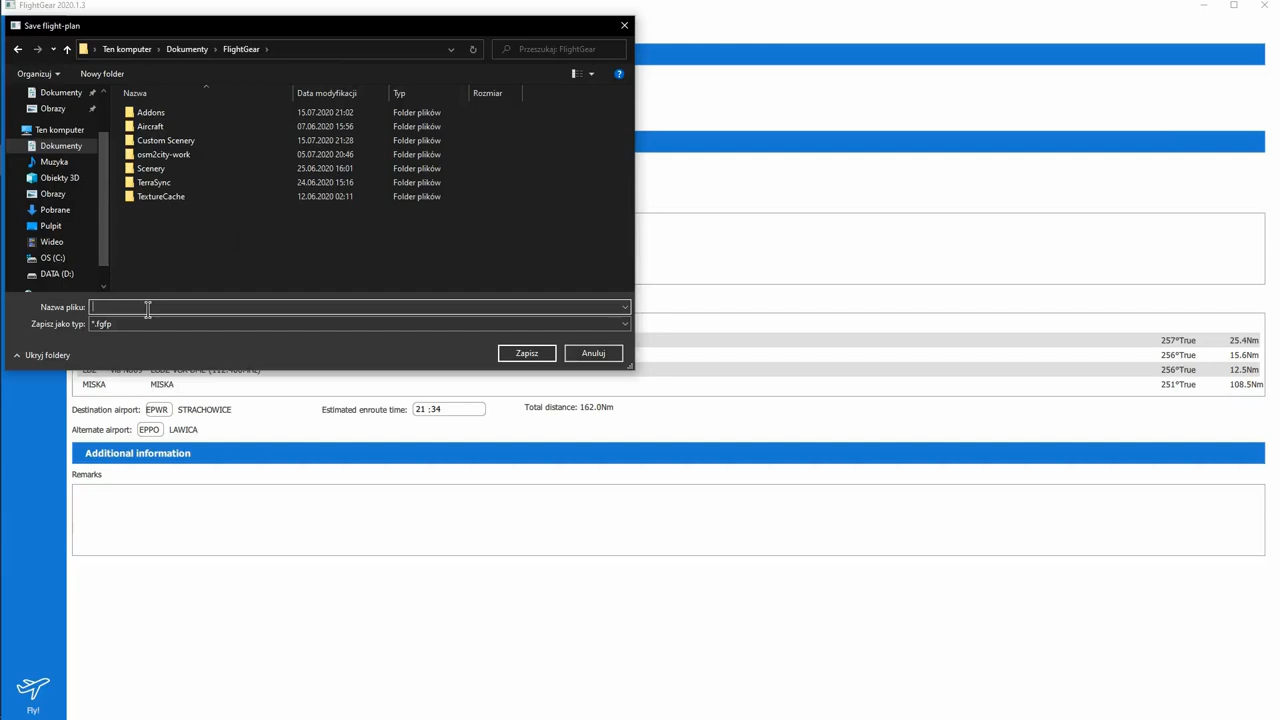 FlightGear 2020.1.3
Save flight-plan
Ten komputer > Dokumenty > FlightGear >
Przeszukaj: FlightGear
Organizuj
Nowy folder
Nazwa Data modyfikacji Typ Rozmiar
Dokumenty
Obrazy
Ten komputer
Dokumenty
Muzyka
Obiekty 3D
Obrazy
Pobrane
Pulpit
Wideo
OS (C:)
DATA (D:)
Addons 15.07.2020 21:02 Folder plików
Aircraft 07.06.2020 15:56 Folder plików
Custom Scenery 15.07.2020 21:28 Folder plików
osm2city-work 05.07.2020 20:46 Folder plików
Scenery 25.06.2020 16:01 Folder plików
TerraSync 24.06.2020 15:16 Folder plików
TextureCache 12.06.2020 02:11 Folder plików
Nazwa pliku:
Zapisz jako typ: *.fgfp
Ukryj foldery
Zapisz
Anuluj
257°True 25.4Nm
256°True 15.6Nm
256°True 12.5Nm
MISKA MISKA 251°True 108.5Nm
Destination airport: EPWR STRACHOWICE Estimated enroute time: 21 :34 Total distance: 162.0Nm
Alternate airport: EPPO LAWICA
Additional information
Remarks
Fly!